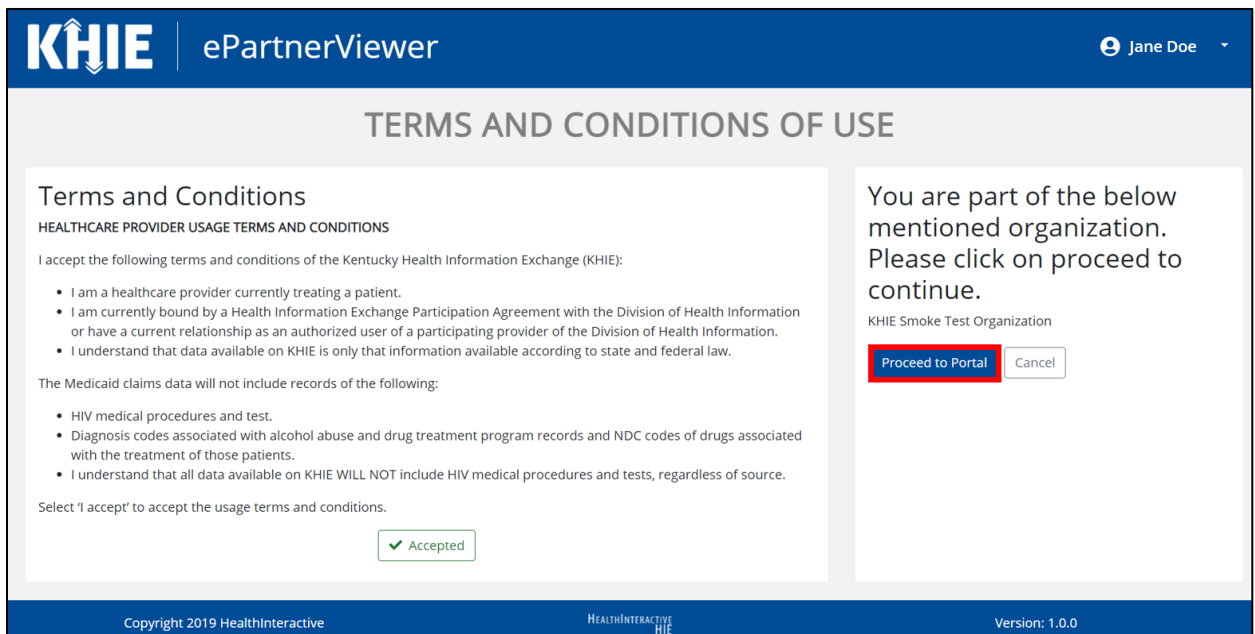 KHIE ePartnerViewer
Jane Doe
TERMS AND CONDITIONS OF USE
Terms and Conditions
HEALTHCARE PROVIDER USAGE TERMS AND CONDITIONS
I accept the following terms and conditions of the Kentucky Health Information Exchange (KHIE):
• I am a healthcare provider currently treating a patient.
• I am currently bound by a Health Information Exchange Participation Agreement with the Division of Health Information
or have a current relationship as an authorized user of a participating provider of the Division of Health Information.
• I understand that data available on KHIE is only that information available according to state and federal law.
The Medicaid claims data will not include records of the following:
• HIV medical procedures and test.
• Diagnosis codes associated with alcohol abuse and drug treatment program records and NDC codes of drugs associated
with the treatment of those patients.
• I understand that all data available on KHIE WILL NOT include HIV medical procedures and tests, regardless of source.
Select 'I accept' to accept the usage terms and conditions.
Accepted
You are part of the below
mentioned organization.
Please click on proceed to
continue.
KHIE Smoke Test Organization
Proceed to Portal
Cancel
Copyright 2019 HealthInteractive
HEALTHINTERACTIVE
HIE
Version: 1.0.0